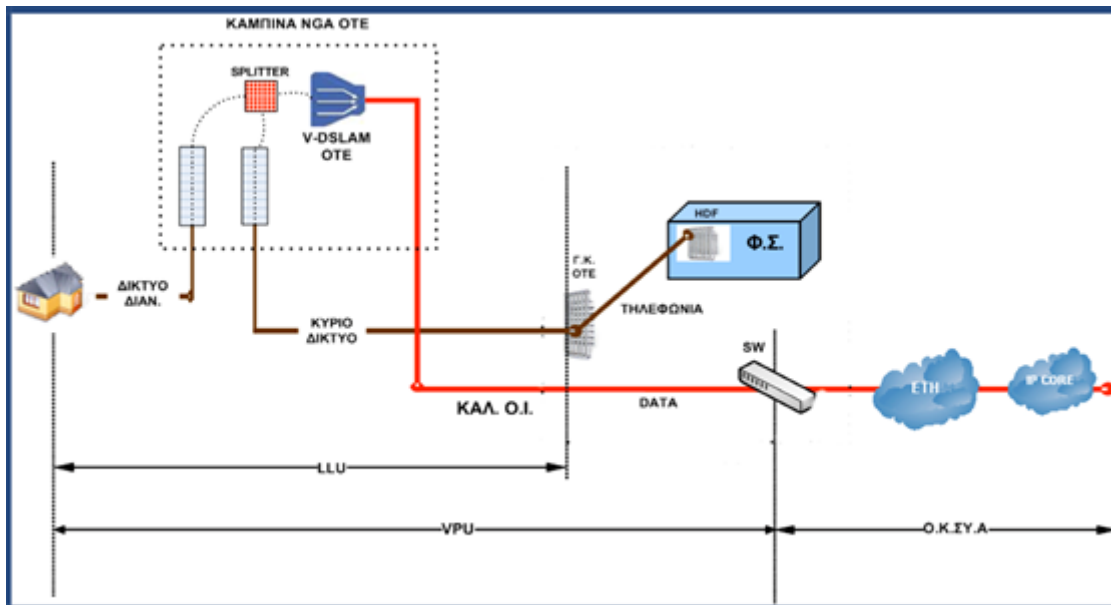 ΚΑΜΠΙΝΑ NGA ΟΤΕ
SPLITTER
V-DSLAM
ΟΤΕ
HDF
Φ.Σ.
Γ.Κ.
ΟΤΕ
ΔΙΚΤΥΟ
ΔΙΑΝ.
ΚΥΡΙΟ
ΔΙΚΤΥΟ
ΤΗΛΕΦΩΝΙΑ
SW
ETH
IP CORE
ΚΑΛ. Ο.Ι.
DATA
LLU
VPU
Ο.Κ.ΣΥ.Α